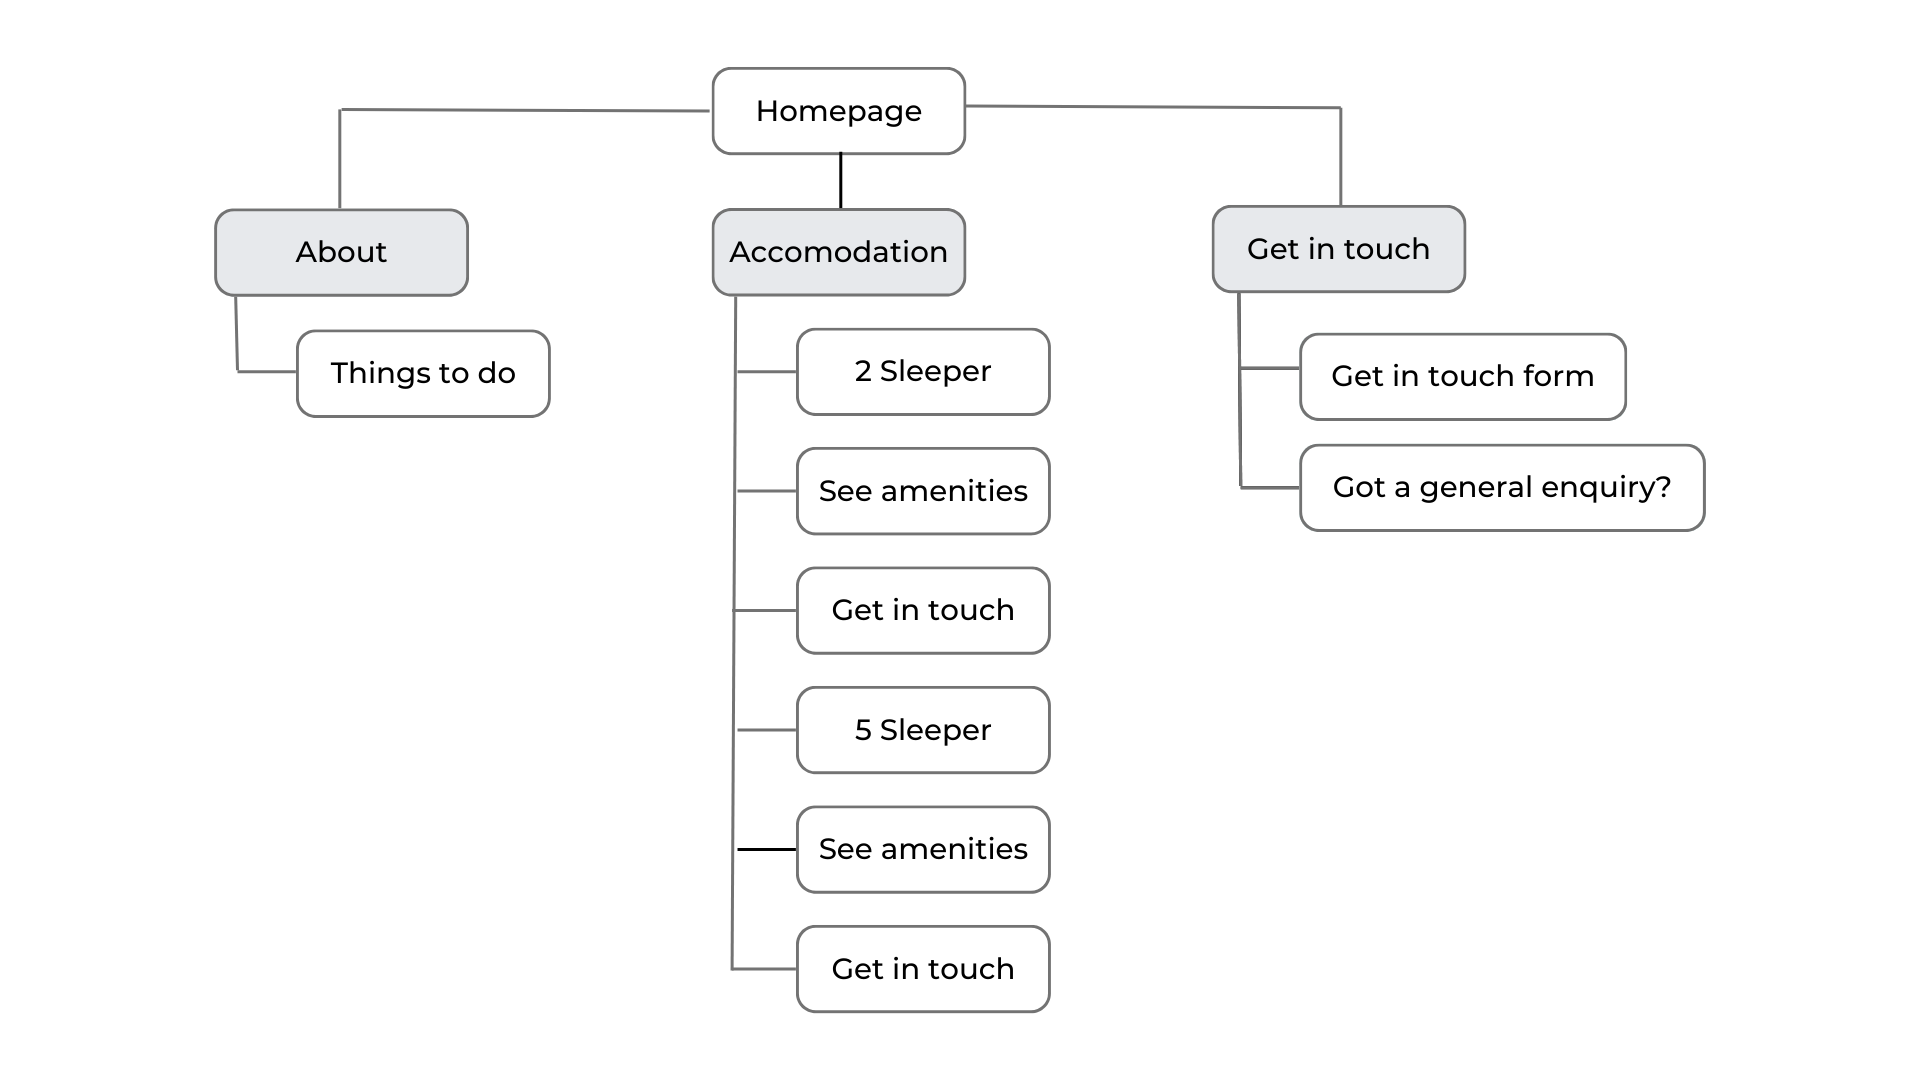 Homepage
About
Accomodation
Get in touch
Things to do
2 Sleeper
See amenities
Get in touch
5 Sleeper
See amenities
Get in touch
Get in touch form
Got a general enquiry?